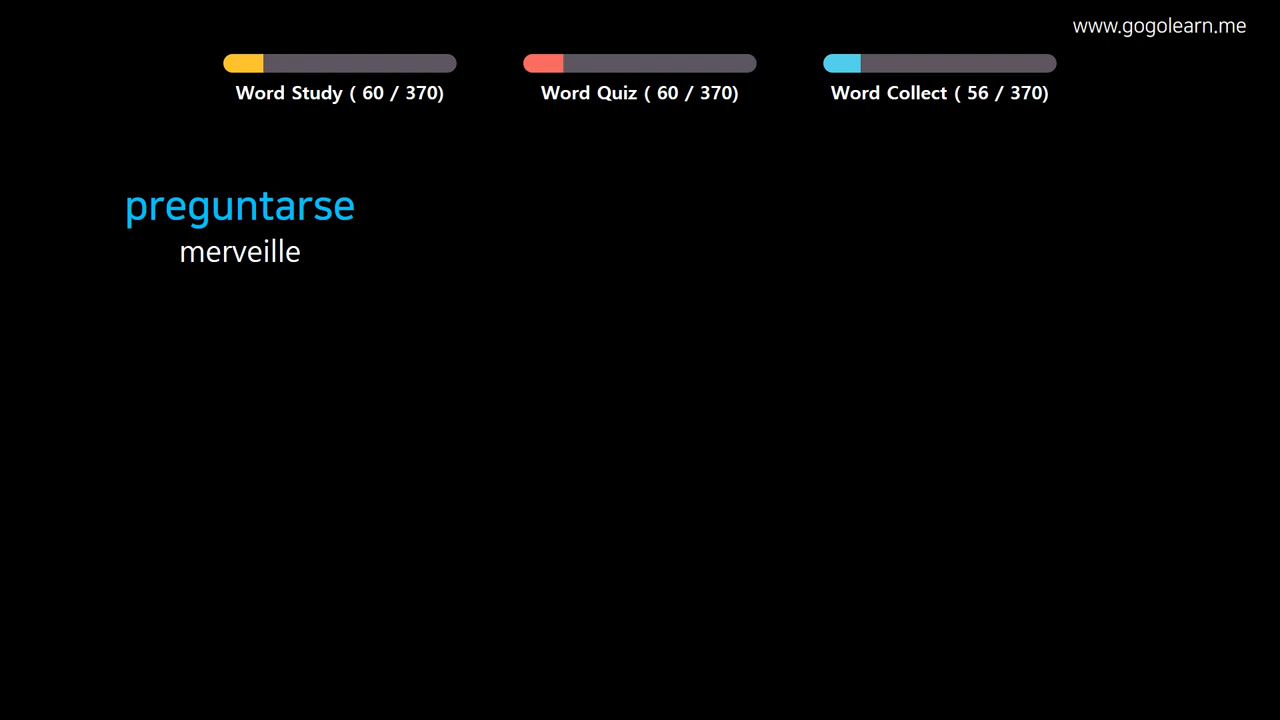 www.gogolearn.me
Word Study ( 60 / 370)
Word Quiz ( 60 / 370)
Word Collect ( 56 / 370)
preguntarse
merveille